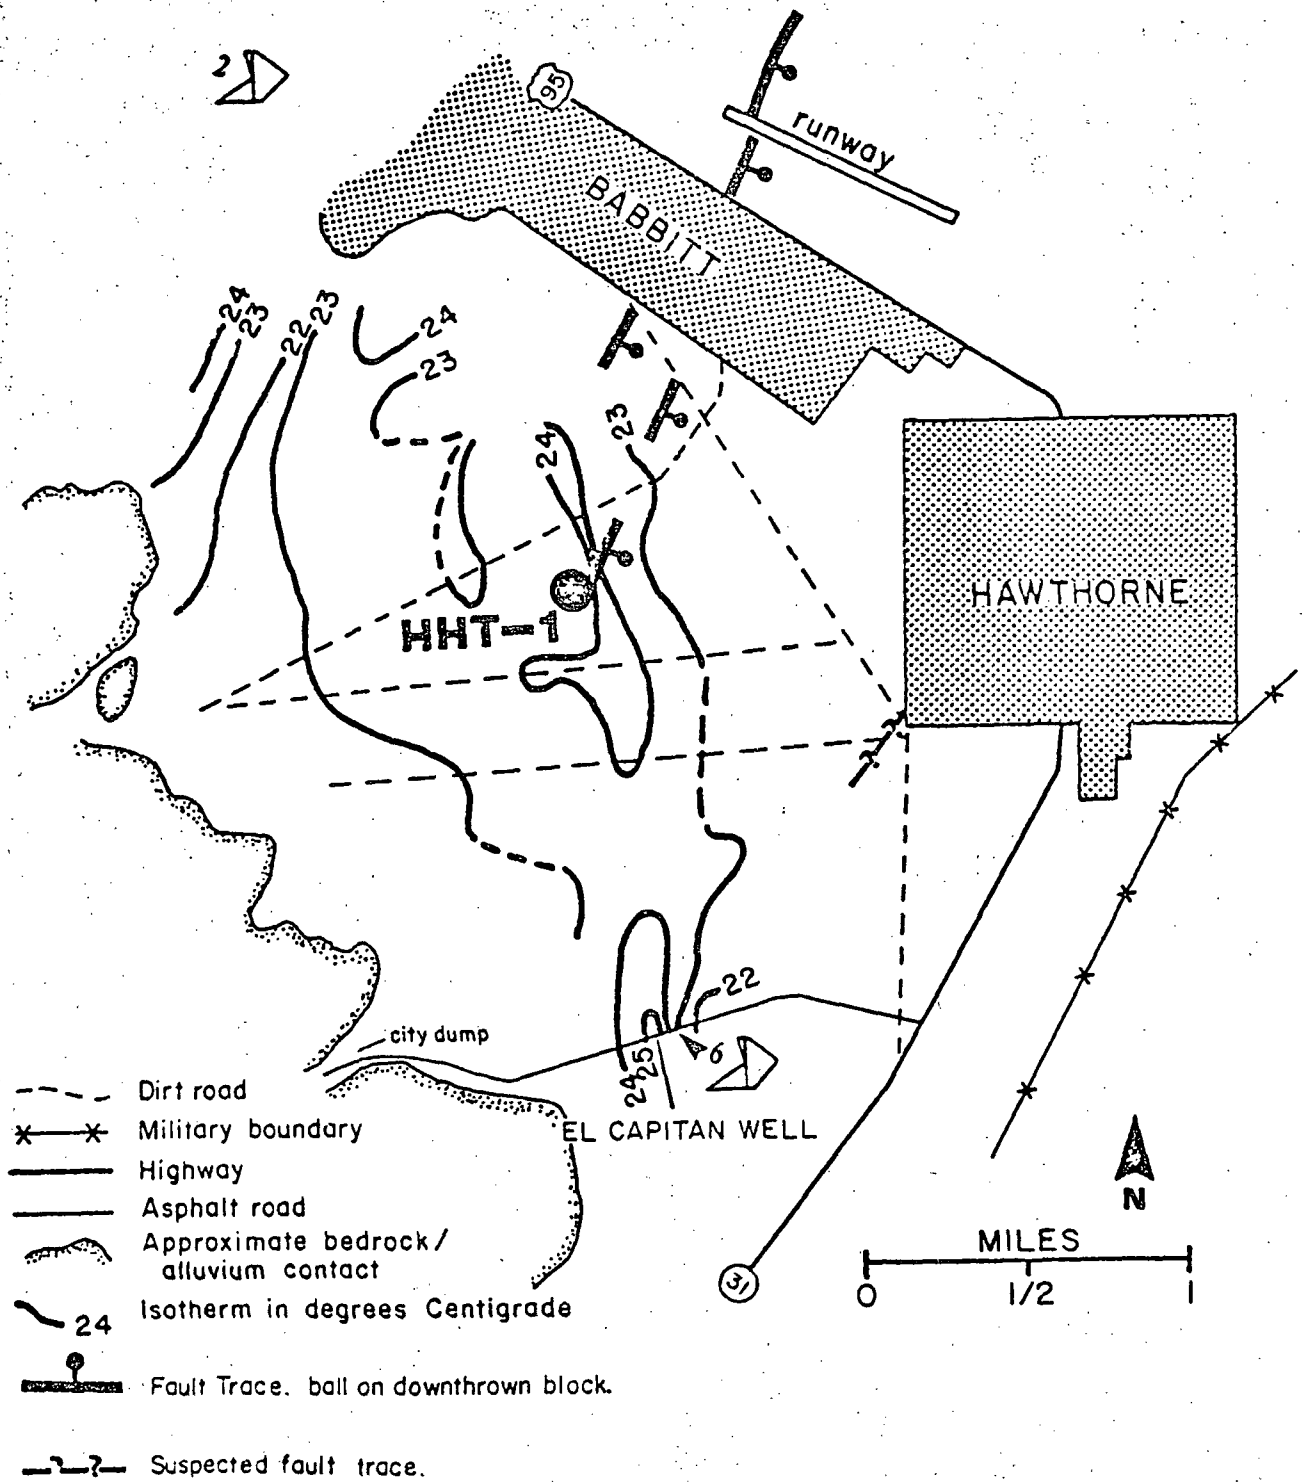 2
95
runway
BABBITT
24
23
22
23
24
23
24
23
HHT-1
HAWTHORNE
22
city dump
6
24
25
EL CAPITAN WELL
Dirt road
Military boundary
Highway
Asphalt road
Approximate bedrock/
alluvium contact
Isotherm in degrees Centigrade
24
Fault Trace. ball on downthrown block.
?
?
Suspected fault trace.
N
MILES
0
1/2
1
31